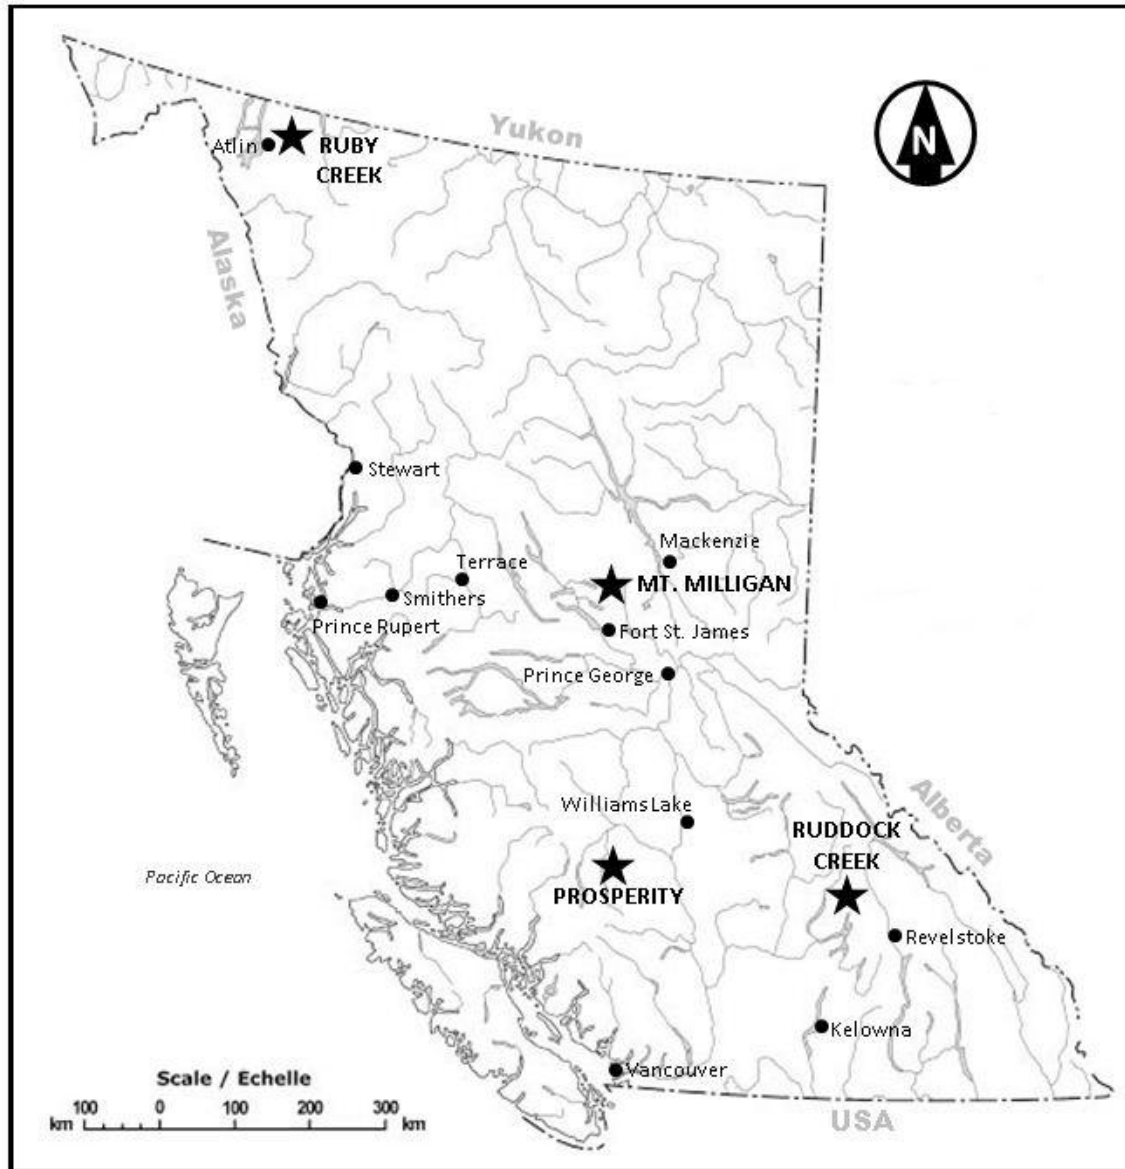 Yukon
N
Atlin
RUBY
CREEK
Alaska
Stewart
Mackenzie
Terrace
MT. MILLIGAN
Smithers
Prince Rupert
Fort St. James
Prince George
Alberta
Williams Lake
RUDDOCK
CREEK
Pacific Ocean
PROSPERITY
Revelstoke
Kelowna
Vancouver
Scale / Echelle
100 0 100 200 300
km km
USA